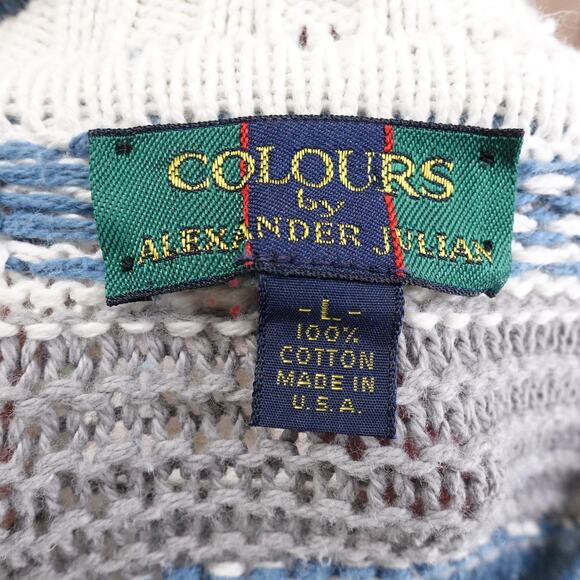 COLOURS
by
ALEXANDER JULIAN
- L -
100%
COTTON
MADE IN
U.S.A.